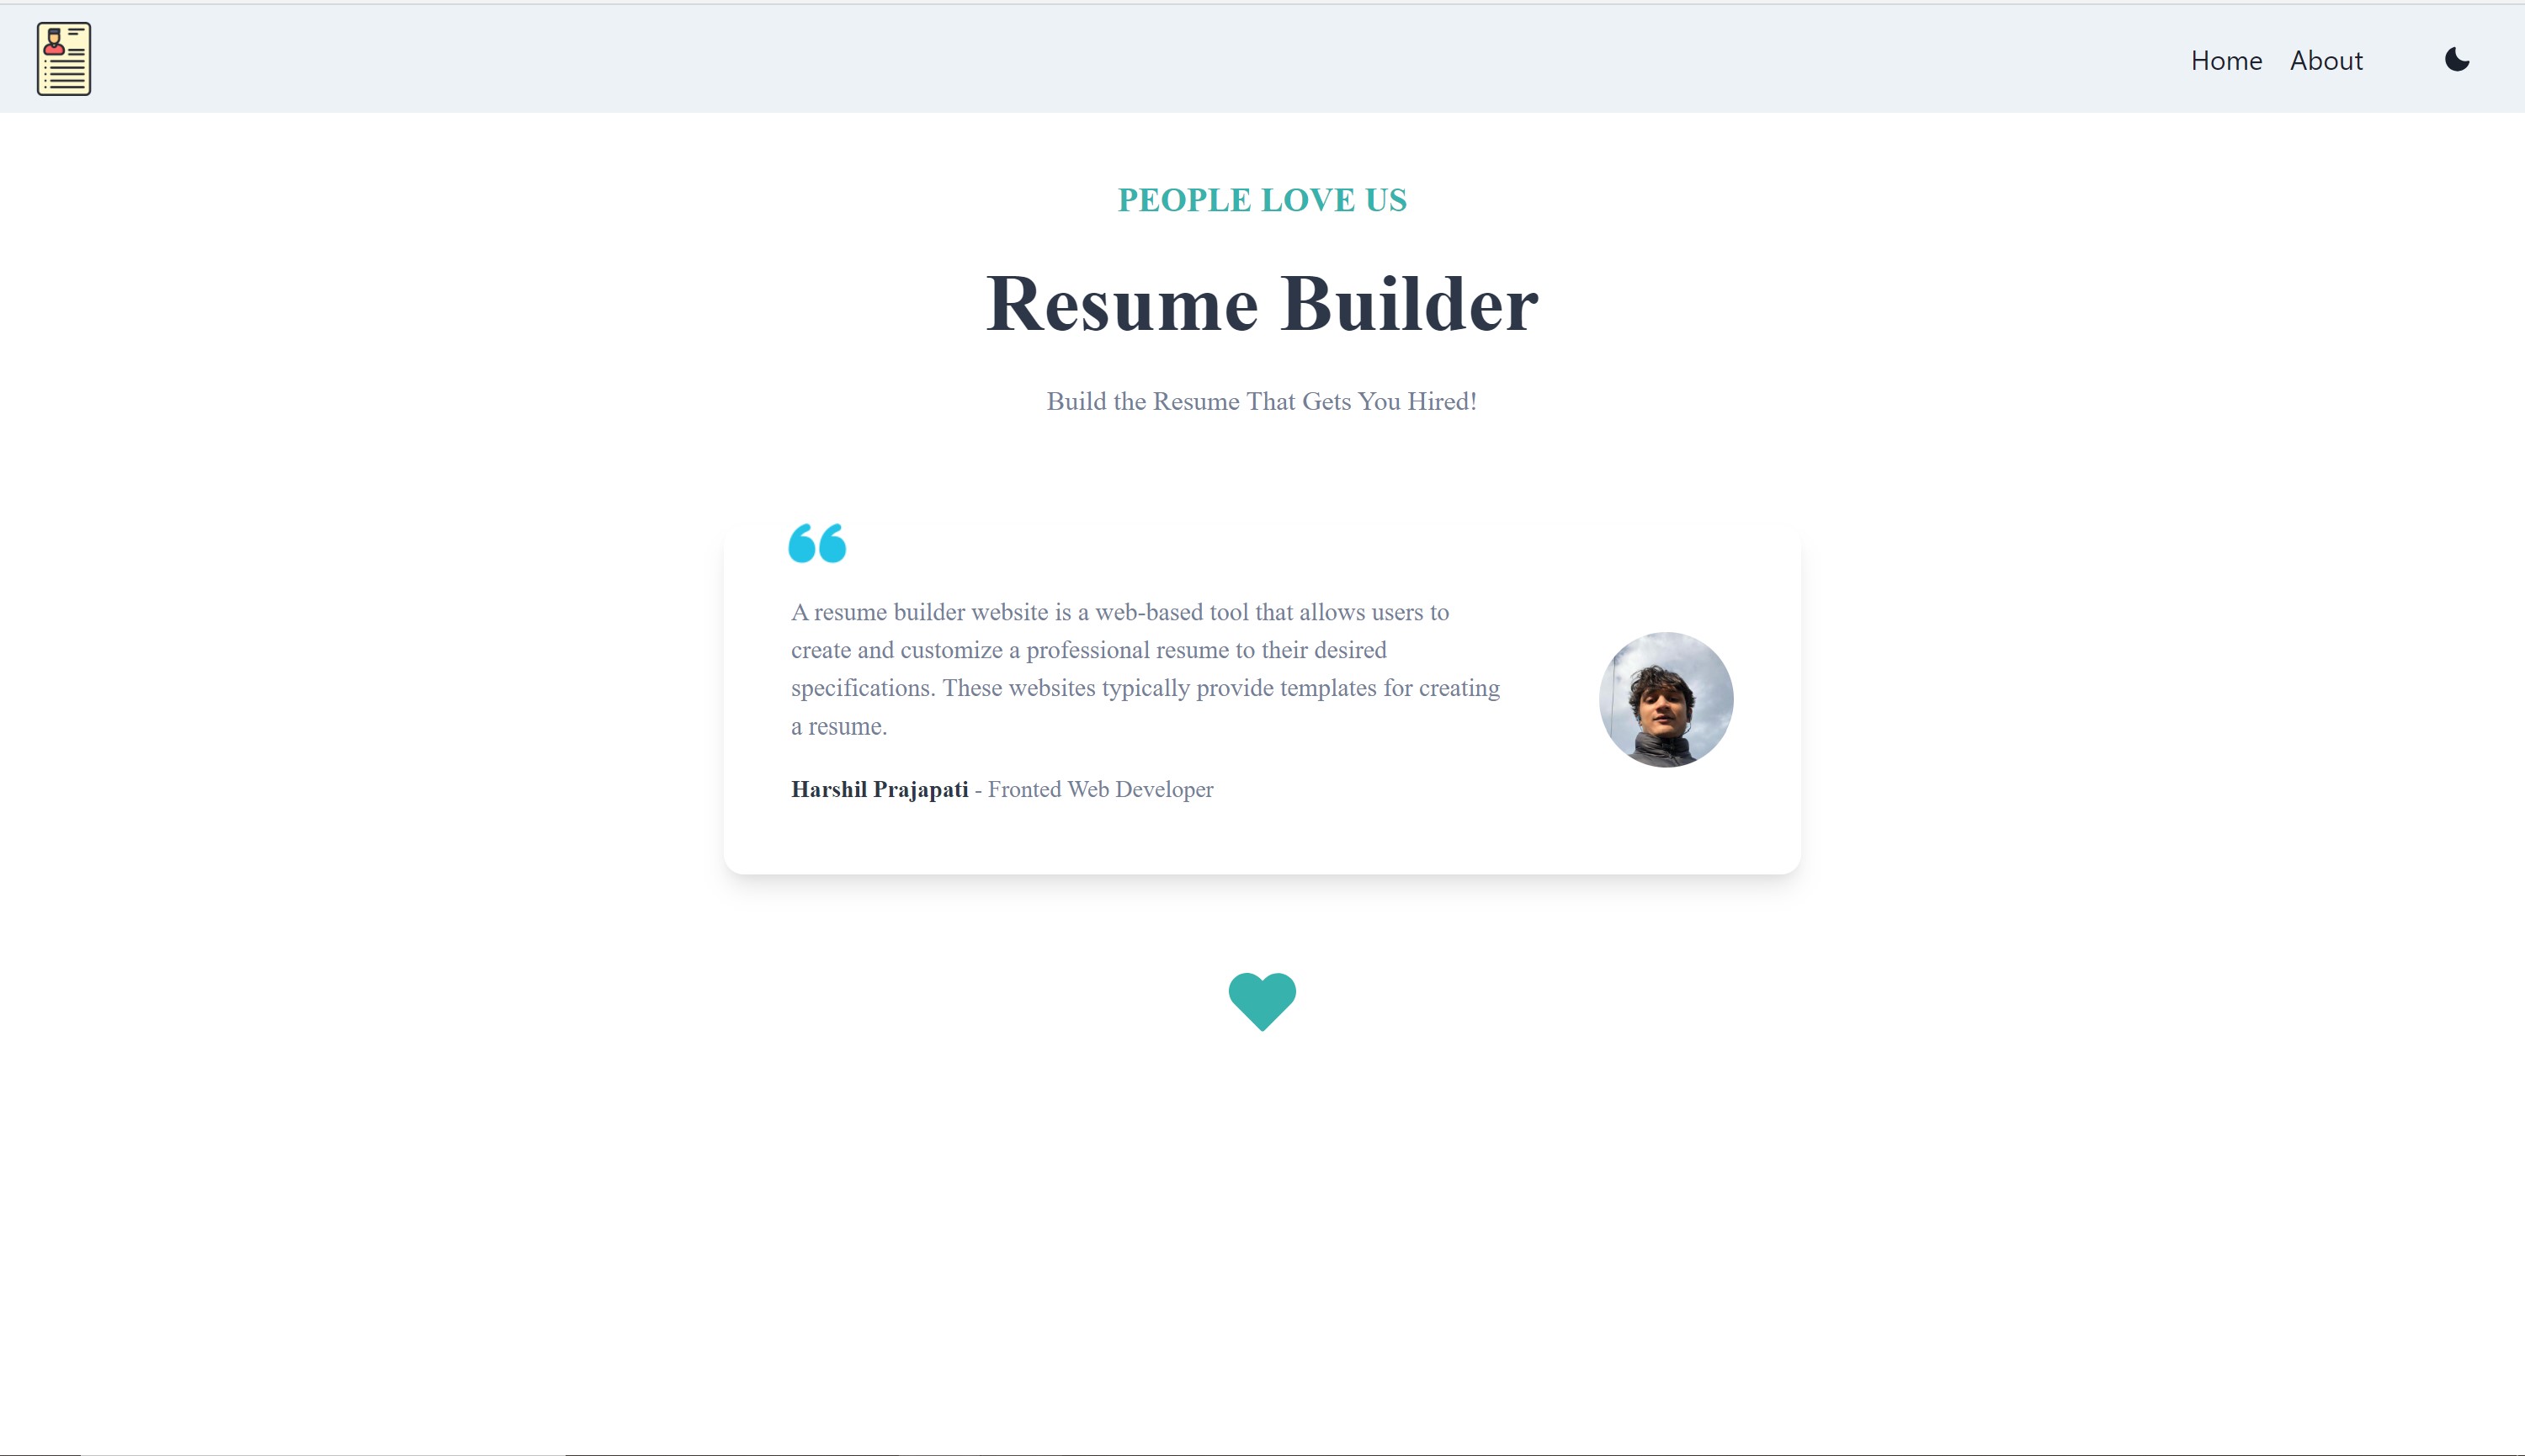 Home About
PEOPLE LOVE US
Resume Builder
Build the Resume That Gets You Hired!
A resume builder website is a web-based tool that allows users to
create and customize a professional resume to their desired
specifications. These websites typically provide templates for creating
a resume.
Harshil Prajapati - Fronted Web Developer